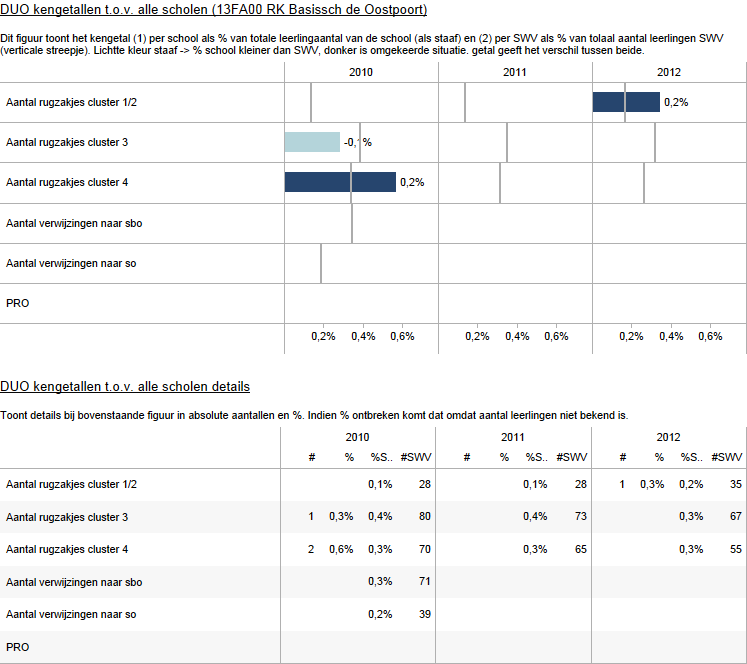 DUO kengetallen t.o.v. alle scholen (13FA00 RK Basissch de Oostpoort)
Dit figuur toont het kengetal (1) per school als % van totale leerlingaantal van de school (als staaf) en (2) per SWV als % van tolaal aantal leerlingen SWV
(verticale streepje). Lichtte kleur staaf -> % school kleiner dan SWV, donker is omgekeerde situatie. getal geeft het verschil tussen beide.
2010 2011 2012
Aantal rugzakjes cluster 1/2 0,2%
Aantal rugzakjes cluster 3 -0,1%
Aantal rugzakjes cluster 4 0,2%
Aantal verwijzingen naar sbo
Aantal verwijzingen naar so
PRO
0,2% 0,4% 0,6% 0,2% 0,4% 0,6% 0,2% 0,4% 0,6%
DUO kengetallen t.o.v. alle scholen details
Toont details bij bovenstaande figuur in absolute aantallen en %. Indien % ontbreken komt dat omdat aantal leerlingen niet bekend is.
2010 2011 2012
# % %S.. #SWV # % %S.. #SWV # % %S.. #SWV
Aantal rugzakjes cluster 1/2 0,1% 28 0,1% 28 1 0,3% 0,2% 35
Aantal rugzakjes cluster 3 1 0,3% 0,4% 80 0,4% 73 0,3% 67
Aantal rugzakjes cluster 4 2 0,6% 0,3% 70 0,3% 65 0,3% 55
Aantal verwijzingen naar sbo 0,3% 71
Aantal verwijzingen naar so 0,2% 39
PRO